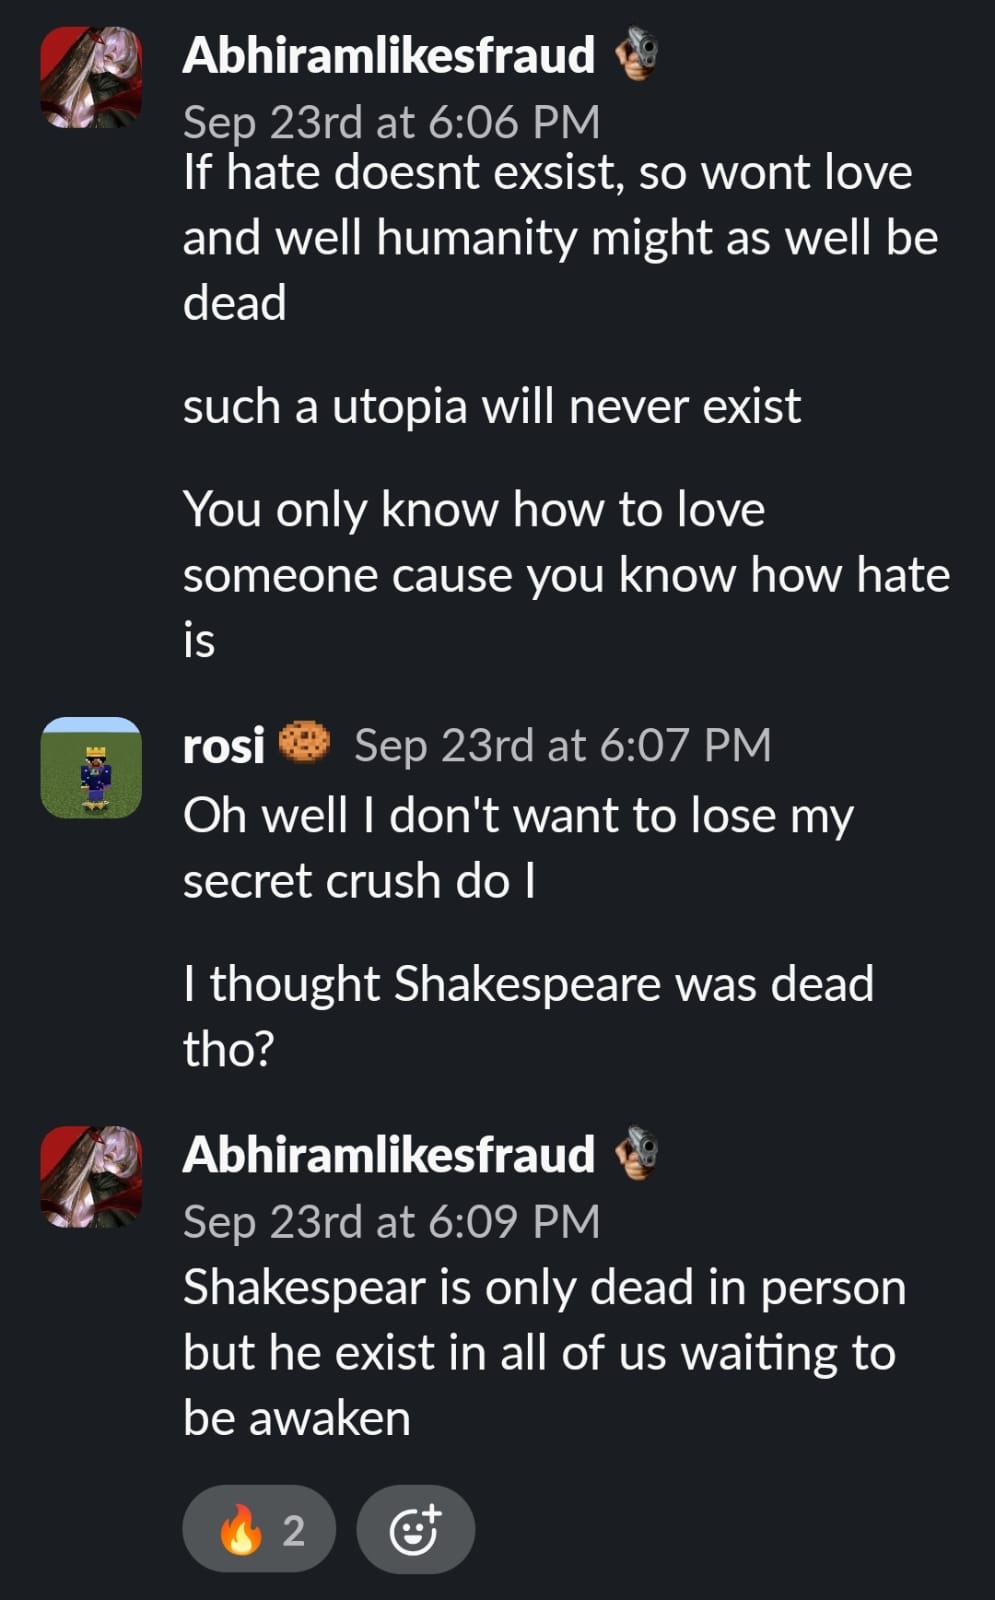 Abhiramlikesfraud
Sep 23rd at 6:06 PM
If hate doesnt exsist, so wont love
and well humanity might as well be
dead
such a utopia will never exist
You only know how to love
someone cause you know how hate
is
rosi Sep 23rd at 6:07 PM
Oh well I don't want to lose my
secret crush do I
I thought Shakespeare was dead
tho?
Abhiramlikesfraud
Sep 23rd at 6:09 PM
Shakespear is only dead in person
but he exist in all of us waiting to
be awaken
2